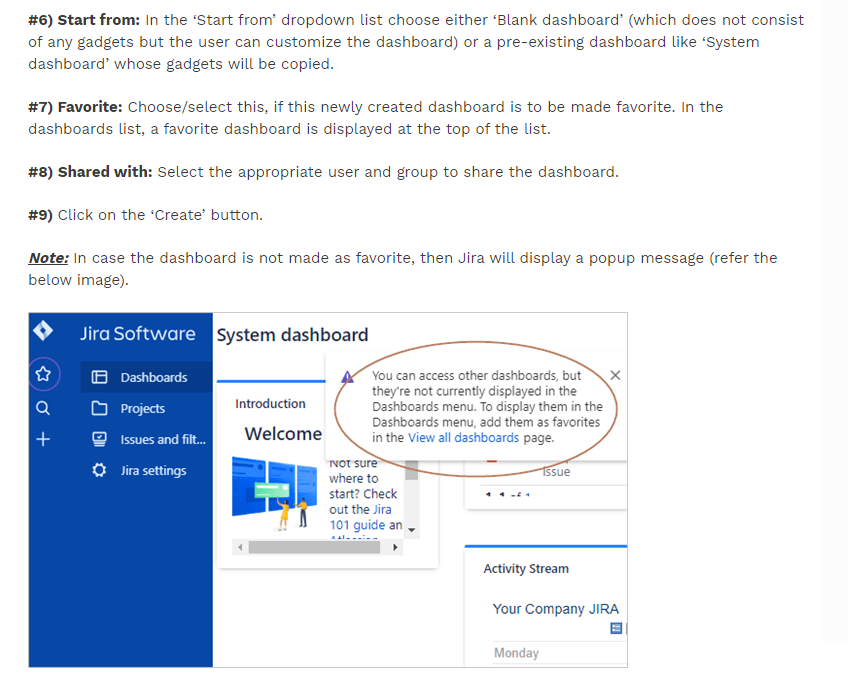 #6) Start from: In the ‘Start from’ dropdown list choose either ‘Blank dashboard’ (which does not consist
of any gadgets but the user can customize the dashboard) or a pre-existing dashboard like ‘System
dashboard’ whose gadgets will be copied.
#7) Favorite: Choose/select this, if this newly created dashboard is to be made favorite. In the
dashboards list, a favorite dashboard is displayed at the top of the list.
#8) Shared with: Select the appropriate user and group to share the dashboard.
#9) Click on the ‘Create’ button.
Note: In case the dashboard is not made as favorite, then Jira will display a popup message (refer the
below image).
Jira Software
Dashboards
Projects
Issues and filt...
Jira settings
System dashboard
You can access other dashboards, but
they're not currently displayed in the
Dashboards menu. To display them in the
Dashboards menu, add them as favorites
in the View all dashboards page.
Introduction
Welcome
Not sure
where to
start? Check
out the Jira
101 guide an
Issue
Activity Stream
Your Company JIRA
Monday